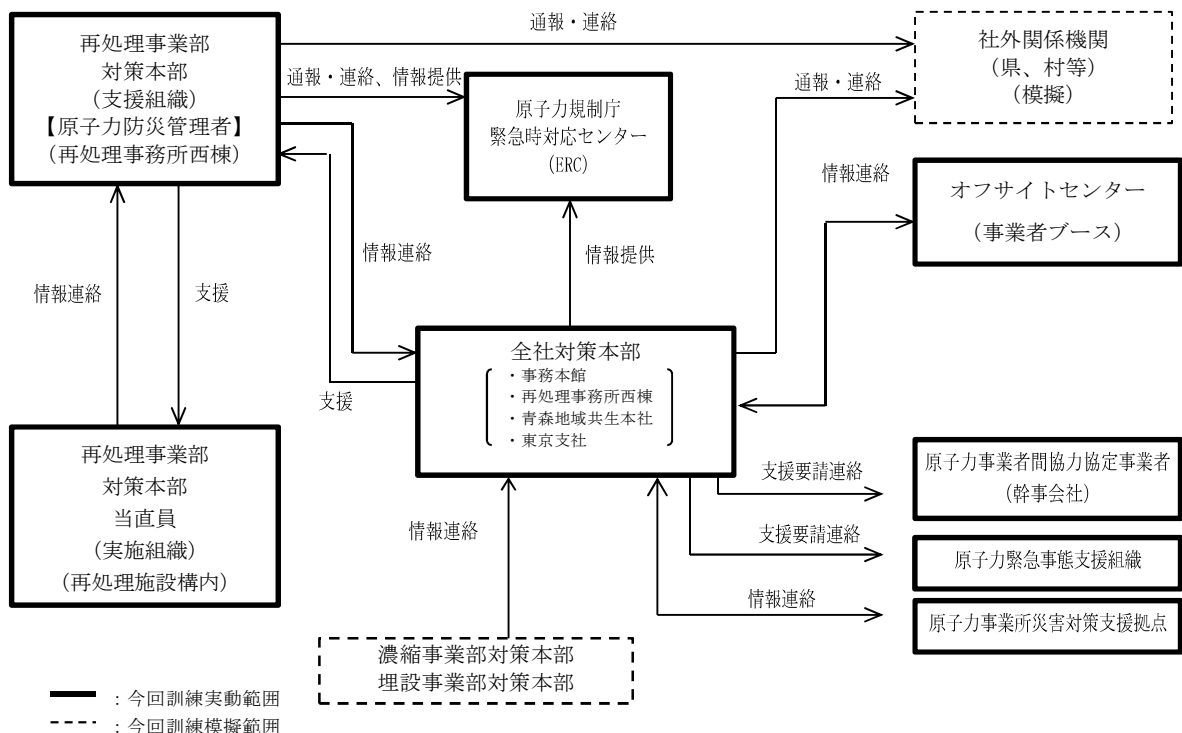 再処理事業部
対策本部
(支援組織)
【原子力防災管理者】
(再処理事務所西棟)
通報・連絡
社外関係機関
(県、村等)
(模擬)
通報・連絡、情報提供
原子力規制庁
緊急時対応センター
(ERC)
通報・連絡
情報連絡
オフサイトセンター
(事業者ブース)
情報連絡
情報提供
情報連絡
支援
支援
全社対策本部
・事務本館
・再処理事務所西棟
・青森地域共生本社
・東京支社
再処理事業部
対策本部
当直員
(実施組織)
(再処理施設構内)
支援要請連絡
原子力事業者間協力協定事業者
(幹事会社)
支援要請連絡
原子力緊急事態支援組織
情報連絡
原子力事業所災害対策支援拠点
情報連絡
濃縮事業部対策本部
埋設事業部対策本部
:今回訓練実動範囲
:今回訓練模擬範囲